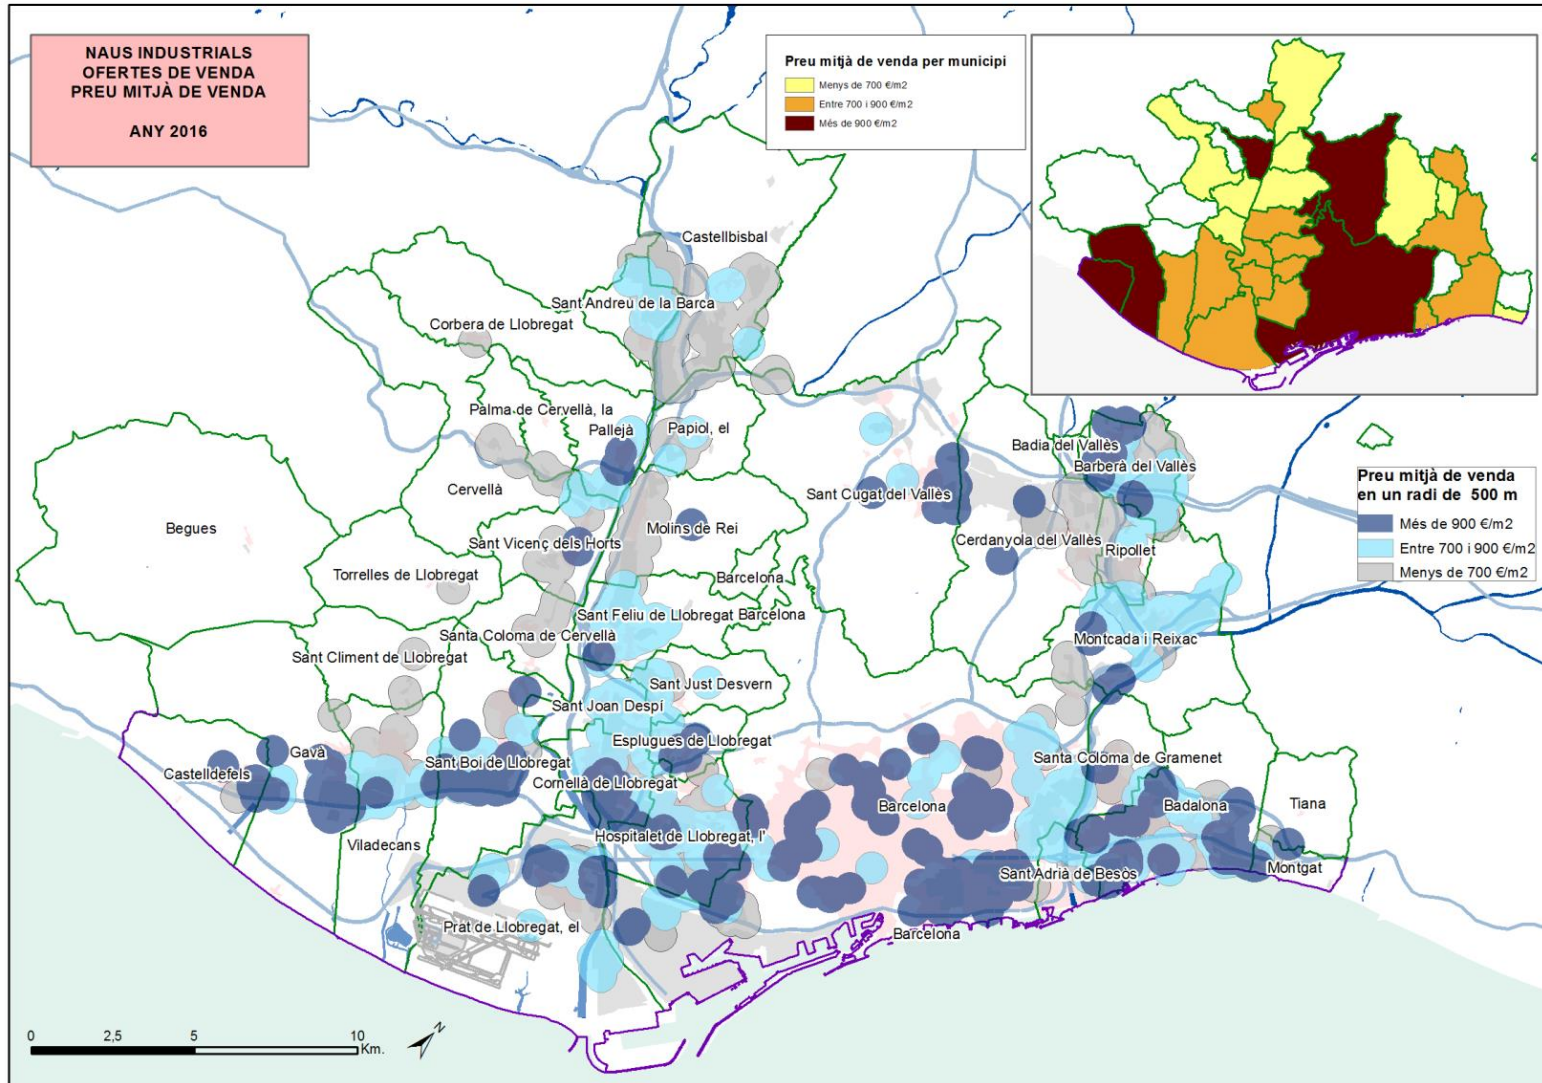 NAUS INDUSTRIALS
OFERTES DE VENDA
PREU MITJÀ DE VENDA
ANY 2016
Preu mitjà de venda per municipi
Menys de 700 €/m2
Entre 700 i 900 €/m2
Més de 900 €/m2
Castellbisbal
Sant Andreu de la Barca
Corbera de Llobregat
Palma de Cervellà, la
Pallejà
Papiol, el
Badia del Vallès
Barberà del Vallès
Preu mitjà de venda
en un radi de 500 m
Més de 900 €/m2
Entre 700 i 900 €/m2
Menys de 700 €/m2
Cervellà
Sant Cugat del Vallès
Begues
Molins de Rei
Sant Vicenç dels Horts
Cerdanyola del Vallès
Ripollet
Torrelles de Llobregat
Barcelona
Sant Feliu de Llobregat
Barcelona
Santa Coloma de Cervellà
Montcada i Reixac
Sant Climent de Llobregat
Sant Just Desvern
Sant Joan Despí
Esplugues de Llobregat
Gavà
Sant Boi de Llobregat
Santa Coloma de Gramenet
Castelldefels
Cornellà de Llobregat
Barcelona
Badalona
Tiana
Hospitalet de Llobregat, l'
Viladecans
Sant Adrià de Besòs
Montgat
Prat de Llobregat, el
Barcelona
0
2,5
5
10
Km.
N